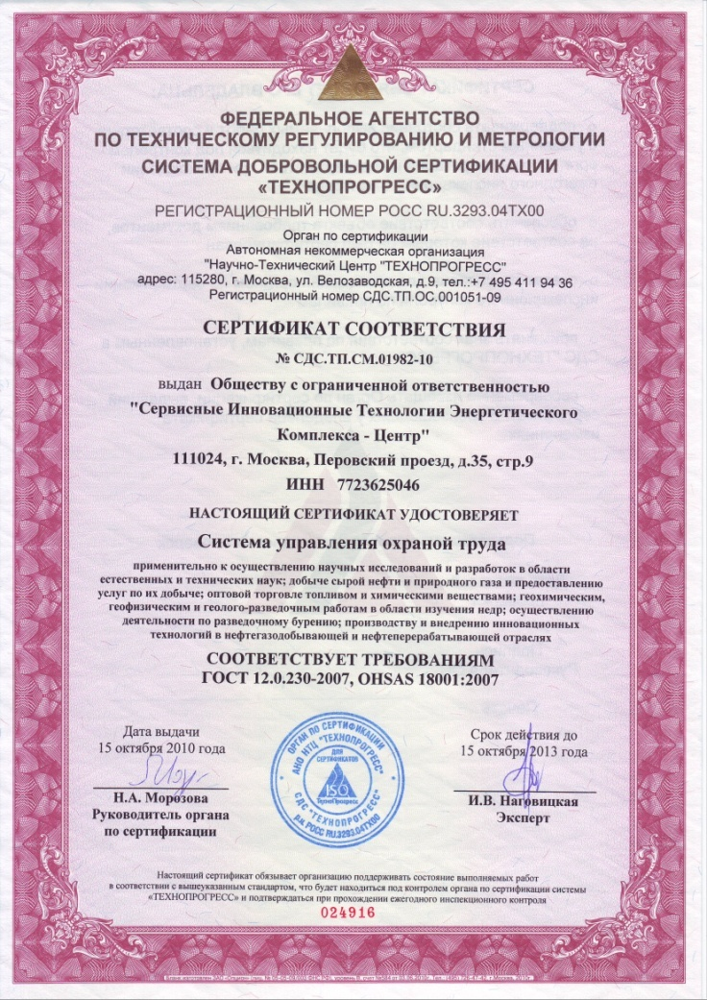 ISO
ФЕДЕРАЛЬНОЕ АГЕНТСТВО
ПО ТЕХНИЧЕСКОМУ РЕГУЛИРОВАНИЮ И МЕТРОЛОГИИ
СИСТЕМА ДОБРОВОЛЬНОЙ СЕРТИФИКАЦИИ
«ТЕХНОПРОГРЕСС»
РЕГИСТРАЦИОННЫЙ НОМЕР РОСС RU.3293.04ТХ00
Орган по сертификации
Автономная некоммерческая организация
"Научно-Технический Центр "ТЕХНОПРОГРЕСС"
адрес: 115280, г. Москва, ул. Велозаводская, д.9, тел.:+7 495 411 94 36
Регистрационный номер СДС.ТП.ОС.001051-09
СЕРТИФИКАТ СООТВЕТСТВИЯ
№ СДС.ТП.СМ.01982-10
выдан Обществу с ограниченной ответственностью
"Сервисные Инновационные Технологии Энергетического
Комплекса - Центр"
111024, г. Москва, Перовский проезд, д.35, стр.9
ИНН 7723625046
НАСТОЯЩИЙ СЕРТИФИКАТ УДОСТОВЕРЯЕТ
Система управления охраной труда
применительно к осуществлению научных исследований и разработок в области
естественных и технических наук; добыче сырой нефти и природного газа и предоставлению
услуг по их добыче; оптовой торговле топливом и химическими веществами; геохимическим,
геофизическим и геолого-разведочным работам в области изучения недр; осуществлению
деятельности по разведочному бурению; производству и внедрению инновационных
технологий в нефтегазодобывающей и нефтеперерабатывающей отраслях
СООТВЕТСТВУЕТ ТРЕБОВАНИЯМ
ГОСТ 12.0.230-2007, OHSAS 18001:2007
Дата выдачи
15 октября 2010 года
Н.А. Морозова
Руководитель органа
по сертификации
ОРГАН ПО СЕРТИФИКАЦИИ
АНО НТЦ "ТЕХНОПРОГРЕСС"
ДЛЯ
СЕРТИФИКАТОВ
ISO
ТехноПрогресс
СДС "ТЕХНОПРОГРЕСС"
р.н. РОСС RU.3293.04ТХ00
Срок действия до
15 октября 2013 года
И.В. Наговицкая
Эксперт
Настоящий сертификат обязывает организацию поддерживать состояние выполняемых работ
в соответствии с вышеуказанным стандартом, что будет находиться под контролем органа по сертификации системы
«ТЕХНОПРОГРЕСС» и подтверждаться при прохождении ежегодного инспекционного контроля
024916